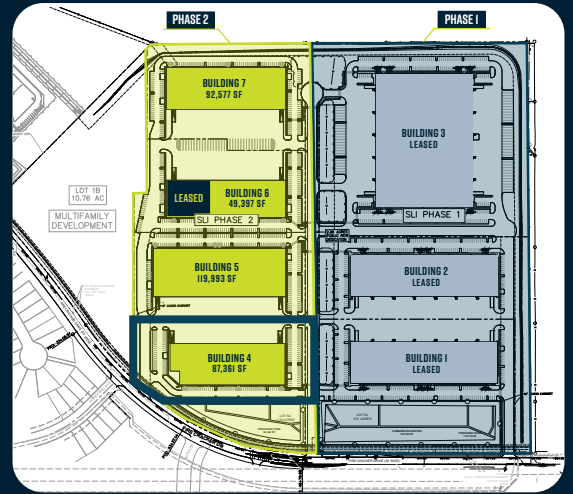 PHASE 2
PHASE 1
BUILDING 7
92,577 SF
BUILDING 3
LEASED
LOT 1B
10.76 AC
MULTIFAMILY
DEVELOPMENT
LEASED
BUILDING 6
49,397 SF
SLI PHASE 2
SLI PHASE 1
BUILDING 5
119,993 SF
BUILDING 2
LEASED
BUILDING 4
87,361 SF
BUILDING 1
LEASED